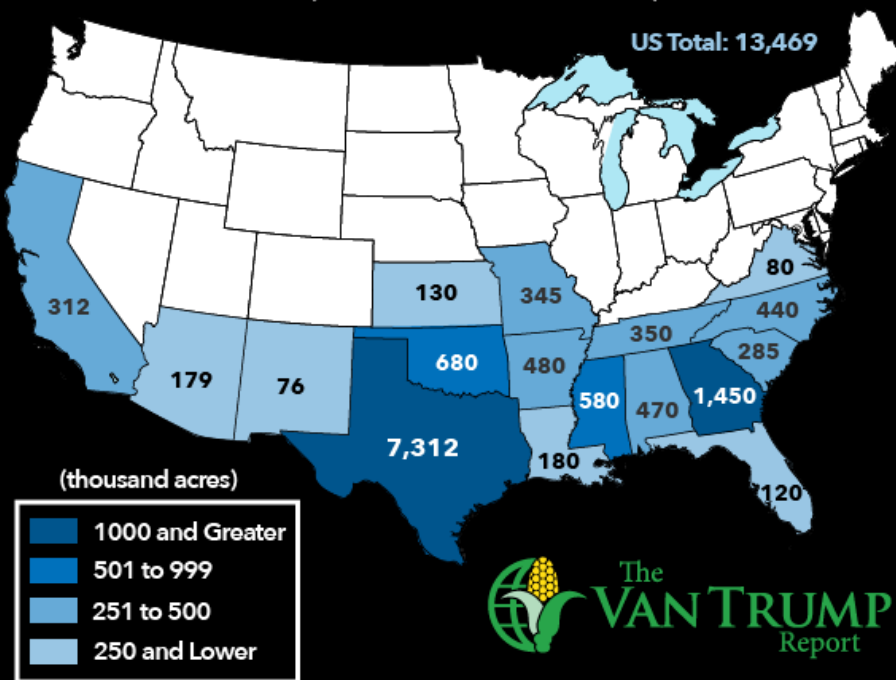 US Total: 13,469
80
130
345
312
440
350
285
680
480
179
76
1,450
580
470
7,312
180
120
(thousand acres)
1000 and Greater
501 to 999
251 to 500
250 and Lower
The
VAN TRUMP
Report